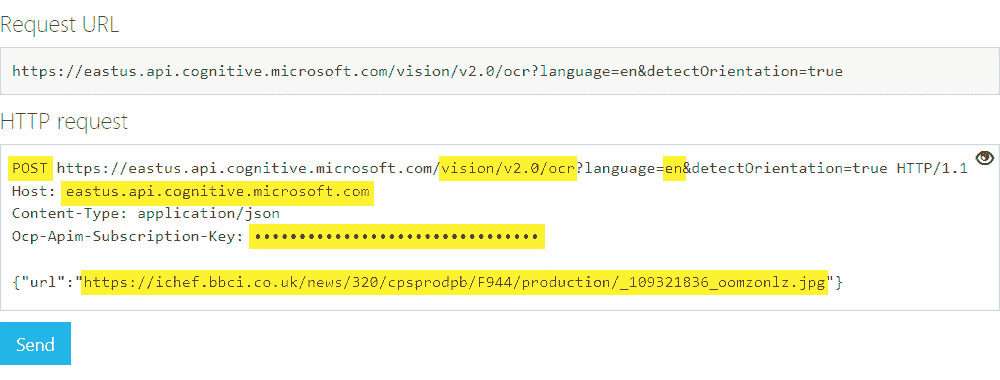 Request URL
https://eastus.api.cognitive.microsoft.com/vision/v2.0/ocr?language=en&detectOrientation=true
HTTP request
POST https://eastus.api.cognitive.microsoft.com/vision/v2.0/ocr?language=en&detectOrientation=true HTTP/1.1
Host: eastus.api.cognitive.microsoft.com
Content-Type: application/json
Ocp-Apim-Subscription-Key: ••••••••••••••••••••••••••••••••
{"url":"https://ichef.bbci.co.uk/news/320/cpsprodpb/F944/production/_109321836_oomzonlz.jpg"}
Send